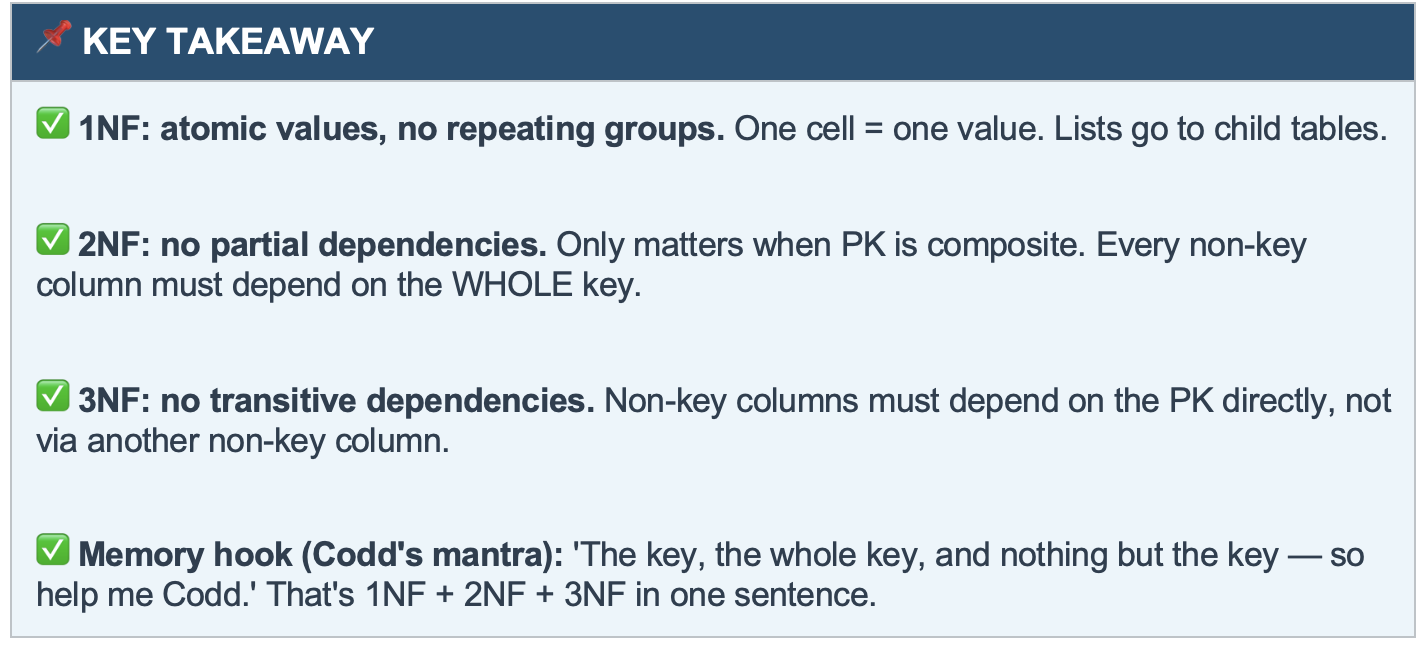 📌 KEY TAKEAWAY
✅ 1NF: atomic values, no repeating groups. One cell = one value. Lists go to child tables.
✅ 2NF: no partial dependencies. Only matters when PK is composite. Every non-key
column must depend on the WHOLE key.
✅ 3NF: no transitive dependencies. Non-key columns must depend on the PK directly, not
via another non-key column.
✅ Memory hook (Codd's mantra): 'The key, the whole key, and nothing but the key — so
help me Codd.' That's 1NF + 2NF + 3NF in one sentence.